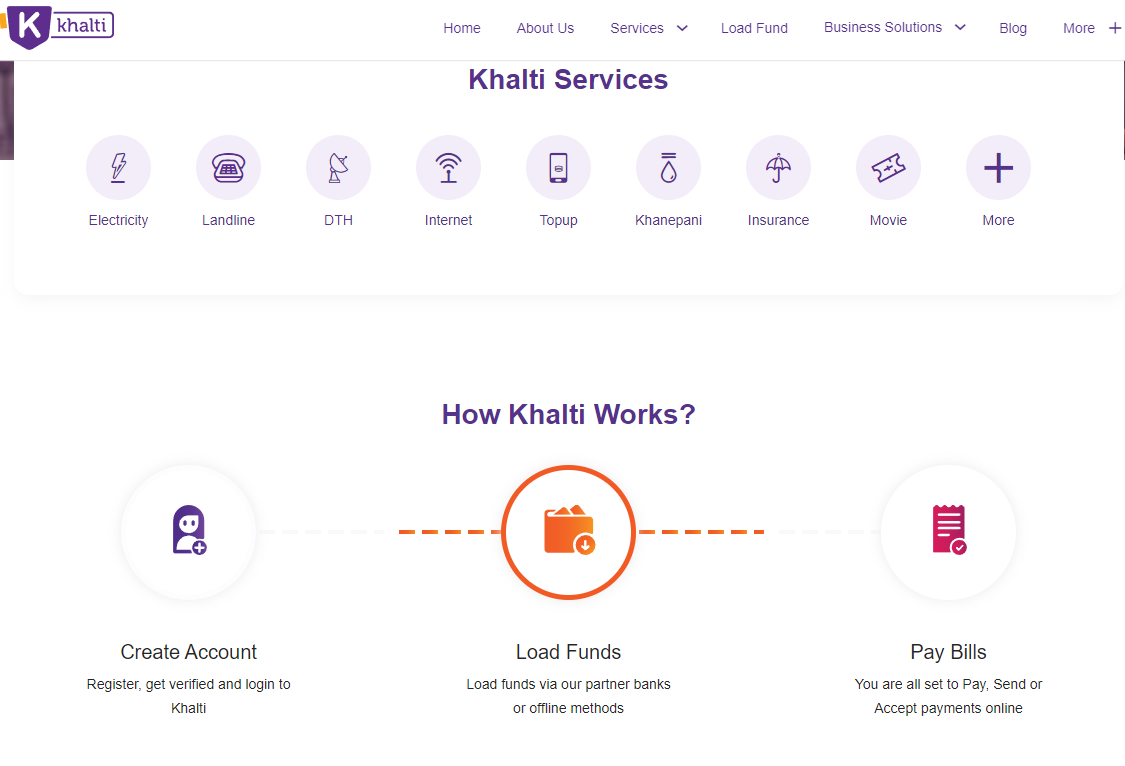 K khalti
Home About Us Services Load Fund Business Solutions Blog More +
Khalti Services
Electricity Landline DTH Internet Topup Khanepani Insurance Movie More
How Khalti Works?
Create Account Load Funds Pay Bills
Register, get verified and login to Load funds via our partner banks You are all set to Pay, Send or
Khalti or offline methods Accept payments online